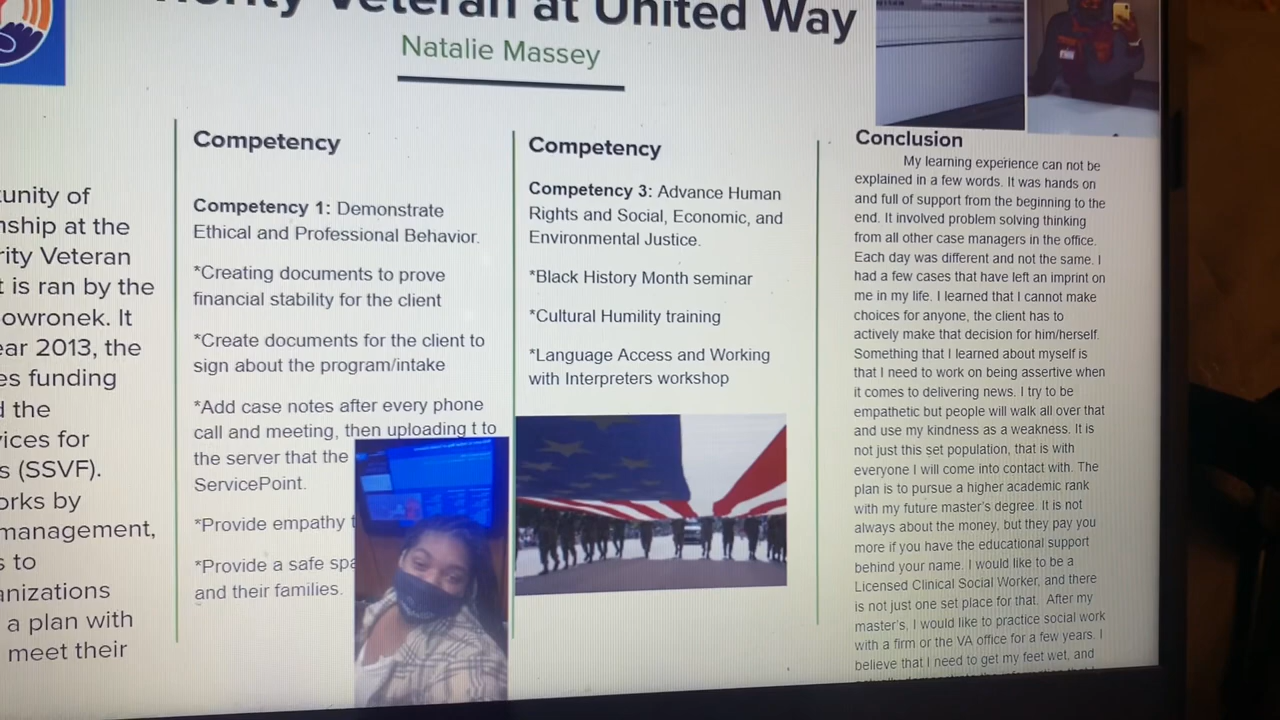 Veteran at United Way
Natalie Massey
tunity of
nship at the
rity Veteran
t is ran by the
owronek. It
ear 2013, the
es funding
d the
vices for
s (SSVF).
orks by
management,
s to
anizations
a plan with
meet their
Competency
Competency 1: Demonstrate
Ethical and Professional Behavior.
*Creating documents to prove
financial stability for the client
*Create documents for the client to
sign about the program/intake
*Add case notes after every phone
call and meeting, then uploading t to
the server that the
ServicePoint.
*Provide empathy t
*Provide a safe spa
and their families.
Competency
Competency 3: Advance Human
Rights and Social, Economic, and
Environmental Justice.
*Black History Month seminar
*Cultural Humility training
*Language Access and Working
with Interpreters workshop
Conclusion
My learning experience can not be
explained in a few words. It was hands on
and full of support from the beginning to the
end. It involved problem solving thinking
from all other case managers in the office.
Each day was different and not the same. I
had a few cases that have left an imprint on
me in my life. I learned that I cannot make
choices for anyone, the client has to
actively make that decision for him/herself.
Something that I learned about myself is
that I need to work on being assertive when
it comes to delivering news. I try to be
empathetic but people will walk all over that
and use my kindness as a weakness. It is
not just this set population, that is with
everyone I will come into contact with. The
plan is to pursue a higher academic rank
with my future master's degree. It is not
always about the money, but they pay you
more if you have the educational support
behind your name. I would like to be a
Licensed Clinical Social Worker, and there
is not just one set place for that. After my
master's, I would like to practice social work
with a firm or the VA office for a few years. I
believe that I need to get my feet wet, and